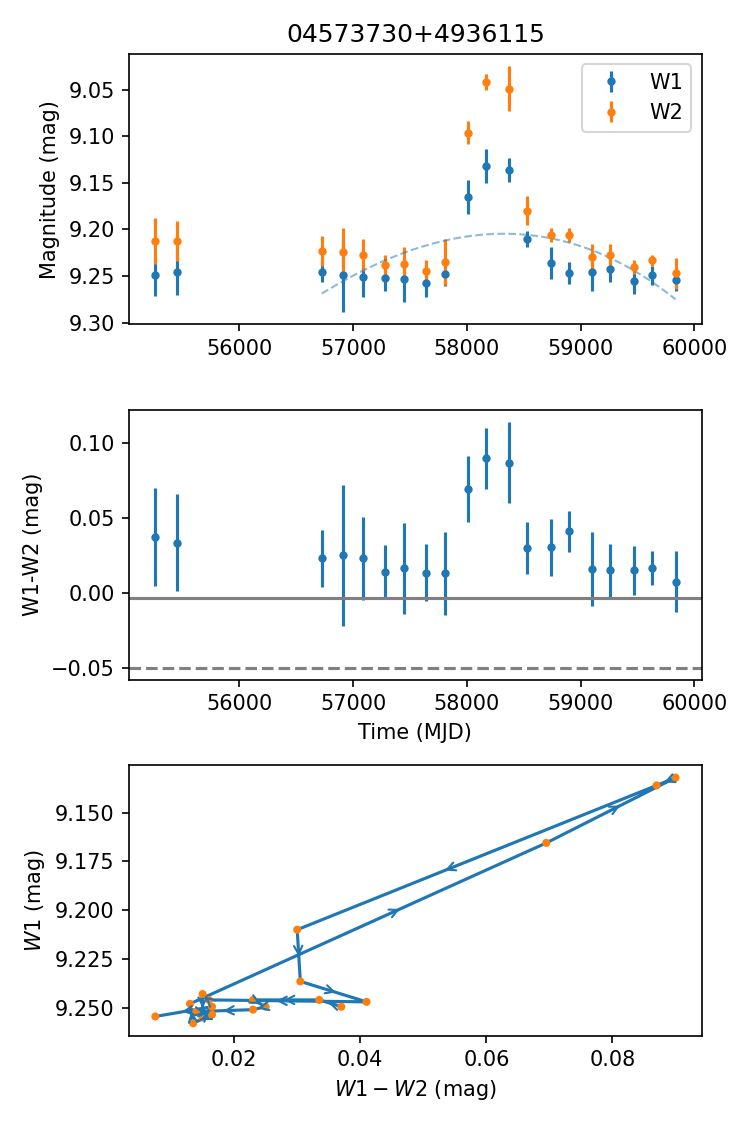 04573730+4936115
W1
W2
Magnitude (mag)
9.05
9.10
9.15
9.20
9.25
9.30
56000 57000 58000 59000 60000
W1-W2 (mag)
0.10
0.05
0.00
−0.05
56000 57000 58000 59000 60000
Time (MJD)
W1 (mag)
9.150
9.175
9.200
9.225
9.250
0.02 0.04 0.06 0.08
W1 − W2 (mag)